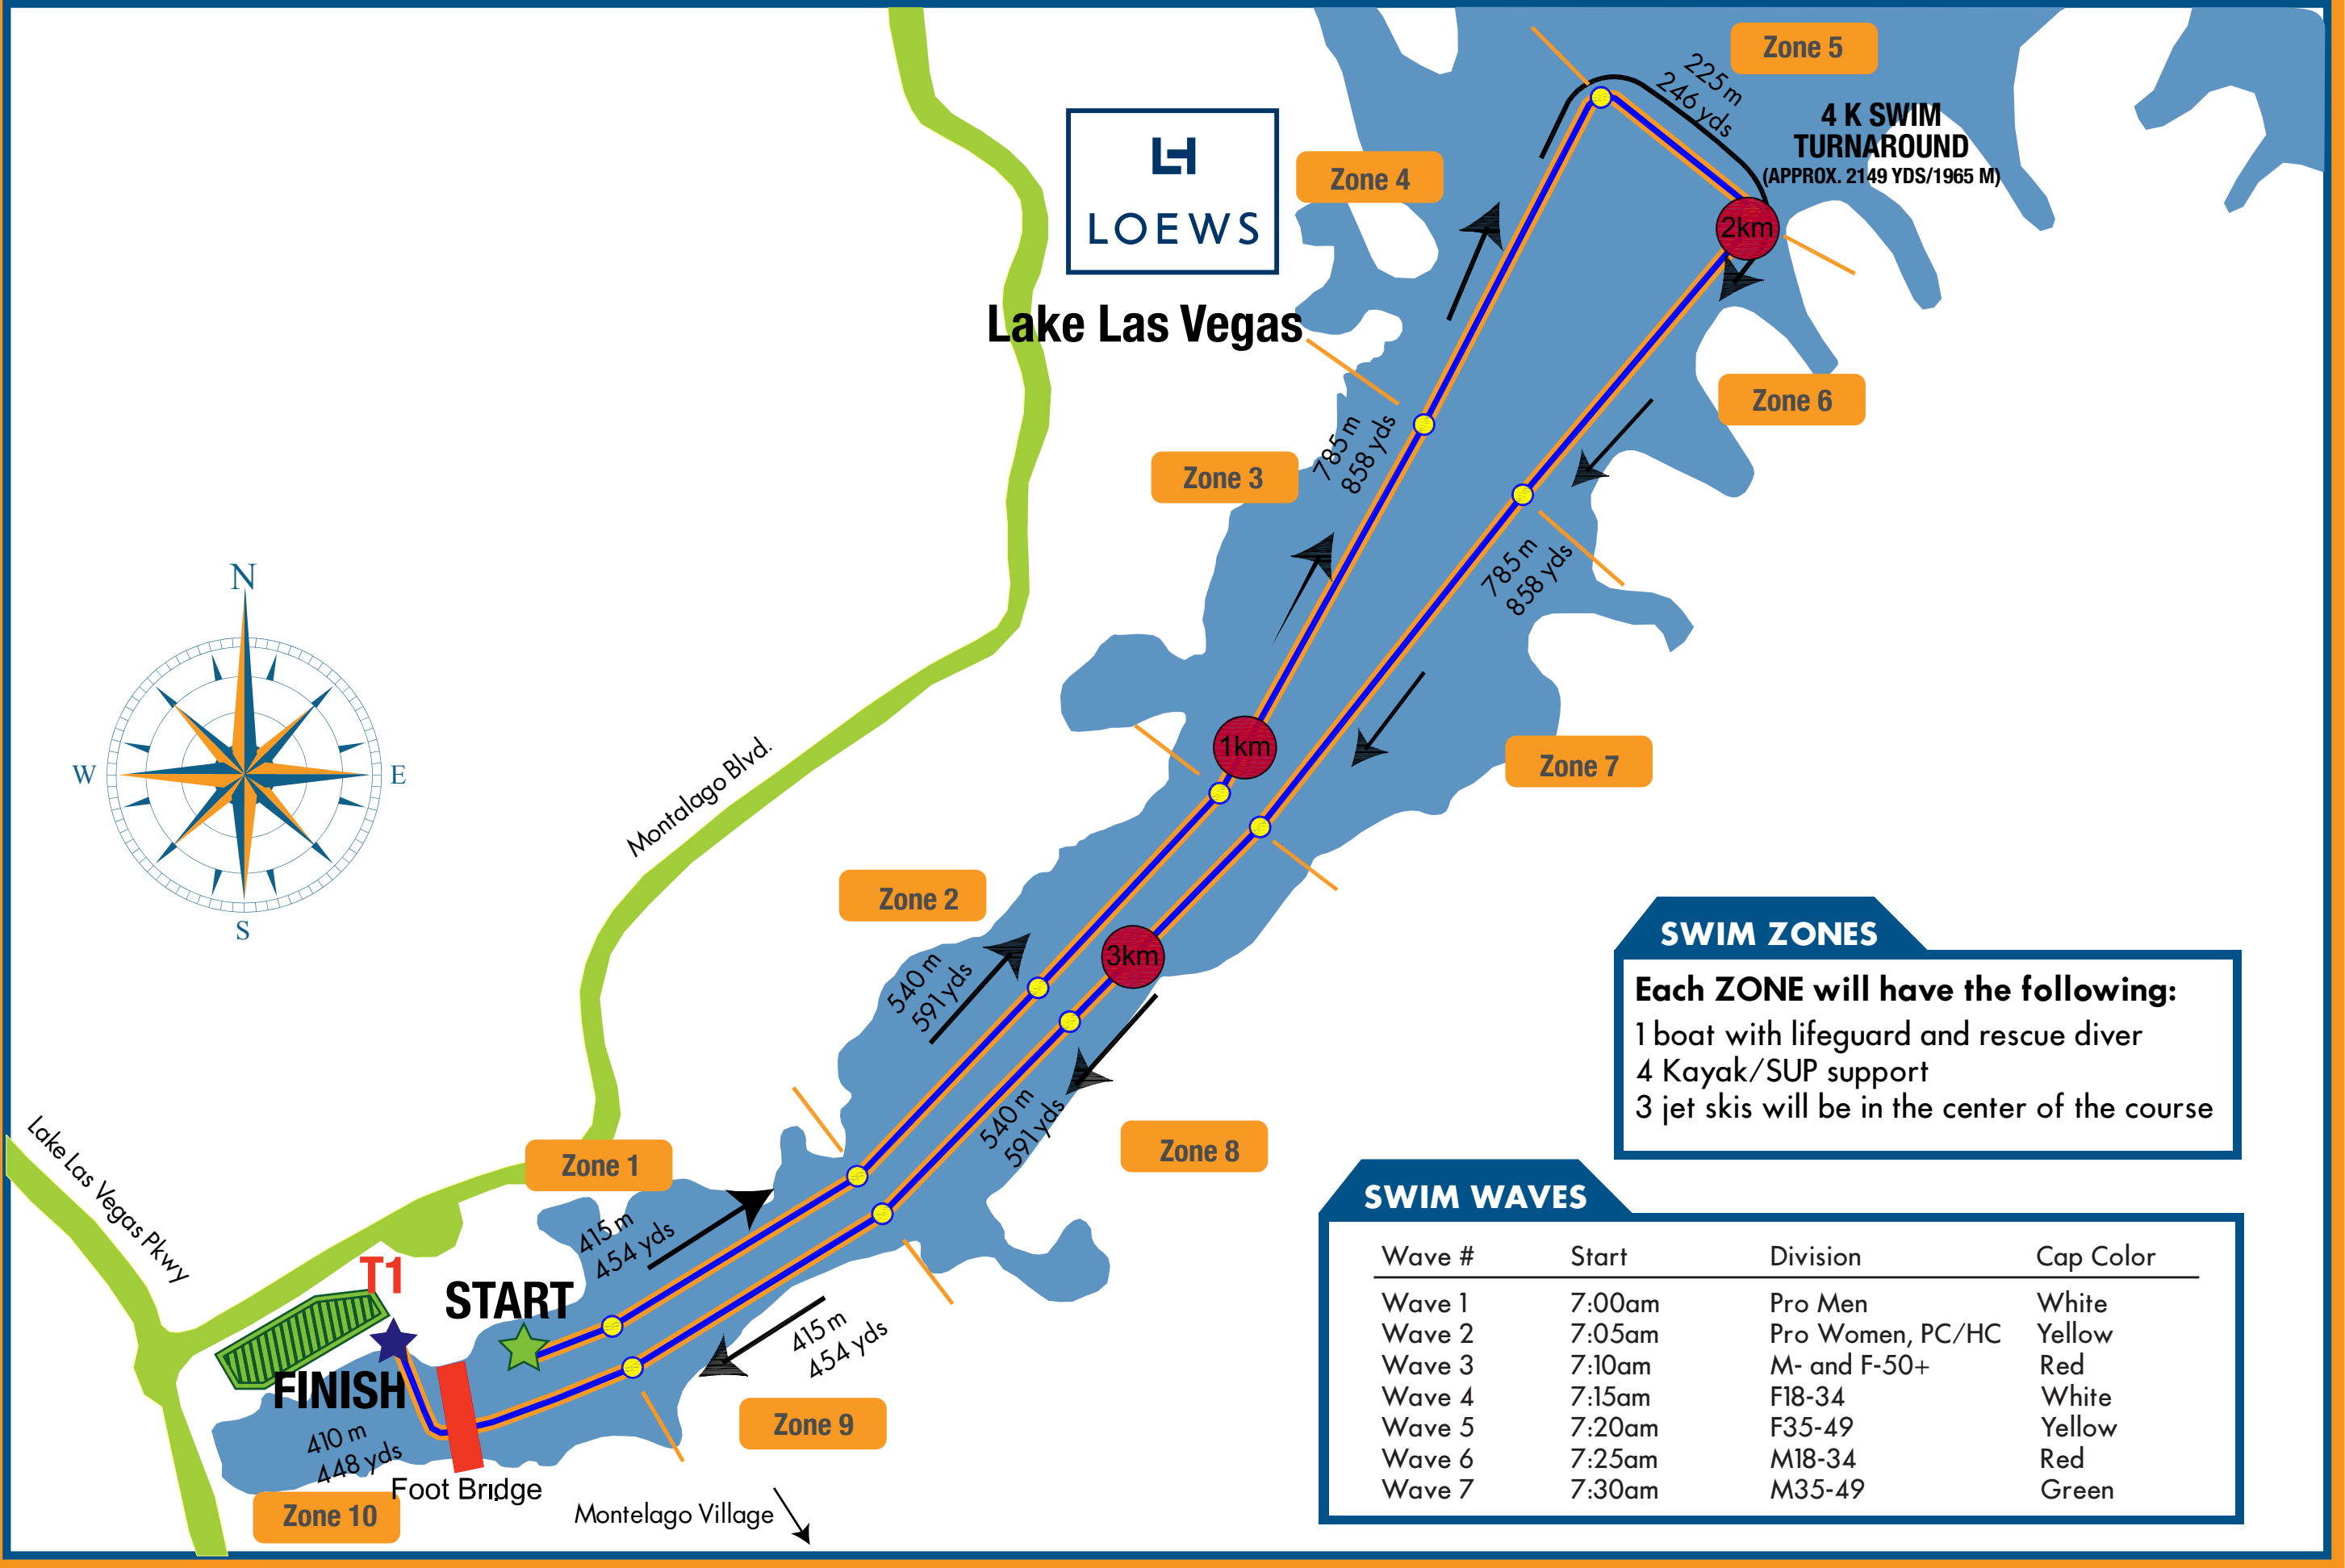 Zone 5
225 m
246 yds
4 K SWIM
TURNAROUND
(APPROX. 2149 YDS/1965 M)
Zone 4
LOEWS
2km
Lake Las Vegas
Zone 6
785 m
858 yds
Zone 3
785 m
858 yds
N
W
E
S
1km
Zone 7
Montalago Blvd.
Zone 2
3km
540 m
591 yds
540 m
591 yds
Zone 8
SWIM ZONES
Each ZONE will have the following:
1 boat with lifeguard and rescue diver
4 Kayak/SUP support
3 jet skis will be in the center of the course
Lake Las Vegas Pkwy
Zone 1
415 m
454 yds
T1
START
415 m
454 yds
FINISH
410 m
448 yds
Foot Bridge
Zone 9
Zone 10
Montelago Village
SWIM WAVES
Wave # Start Division Cap Color
Wave 1 7:00am Pro Men White
Wave 2 7:05am Pro Women, PC/HC Yellow
Wave 3 7:10am M- and F-50+ Red
Wave 4 7:15am F18-34 White
Wave 5 7:20am F35-49 Yellow
Wave 6 7:25am M18-34 Red
Wave 7 7:30am M35-49 Green